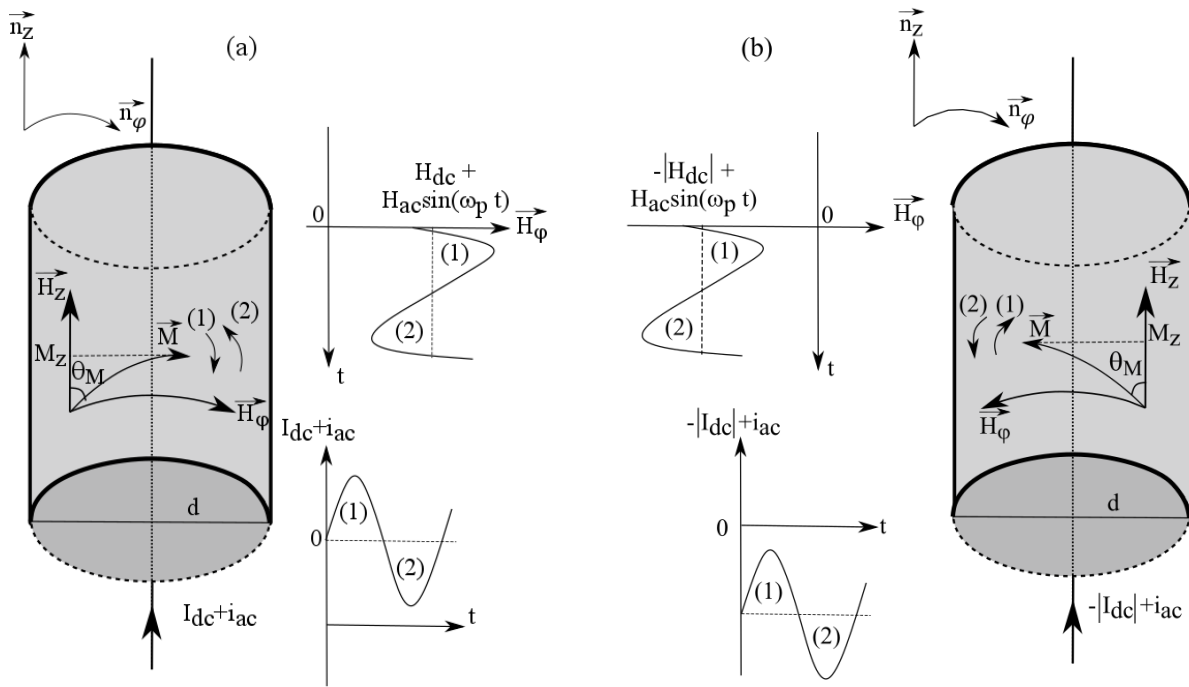 n_z
(a)
n_φ
H_dc +
H_ac sin(ω_p t)
0
H_φ
(1)
(2)
t
H_z
(1)
(2)
M
M_z
θ_M
H_φ
d
I_dc+i_ac
I_dc+i_ac
(1)
0
(2)
t
(b)
n_z
n_φ
-|H_dc| +
H_ac sin(ω_p t)
0
H_φ
(1)
(2)
t
H_z
(2)
(1)
M
M_z
θ_M
H_φ
d
-|I_dc|+i_ac
0
t
(1)
(2)
-|I_dc|+i_ac